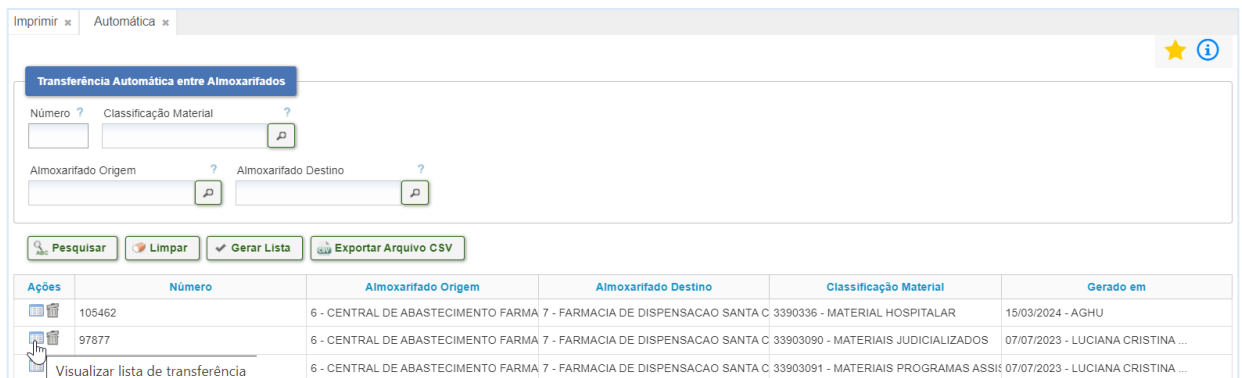 Imprimir × Automática ×
Transferência Automática entre Almoxarifados
Número ? Classificação Material ?
Almoxarifado Origem ? Almoxarifado Destino ?
ABC Pesquisar Limpar Gerar Lista CSV Exportar Arquivo CSV
Ações Número Almoxarifado Origem Almoxarifado Destino Classificação Material Gerado em
105462 6 - CENTRAL DE ABASTECIMENTO FARMA 7 - FARMACIA DE DISPENSACAO SANTA C 3390336 - MATERIAL HOSPITALAR 15/03/2024 - AGHU
97877 6 - CENTRAL DE ABASTECIMENTO FARMA 7 - FARMACIA DE DISPENSACAO SANTA C 33903090 - MATERIAIS JUDICIALIZADOS 07/07/2023 - LUCIANA CRISTINA ...
Visualizar lista de transferência 6 - CENTRAL DE ABASTECIMENTO FARMA 7 - FARMACIA DE DISPENSACAO SANTA C 33903091 - MATERIAIS PROGRAMAS ASSIS 07/07/2023 - LUCIANA CRISTINA ...